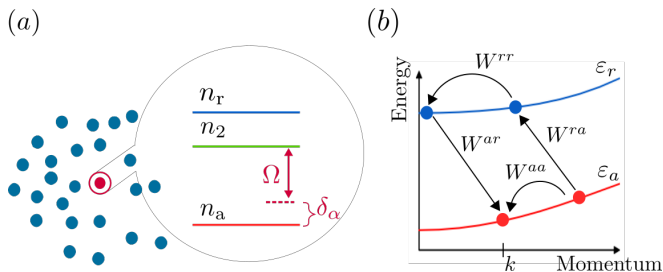 (a)
n_r
n_2
Ω
n_a
δ_α
(b)
Energy
W^{rr}
ε_r
W^{ar}
W^{ra}
W^{aa}
ε_a
k
Momentum